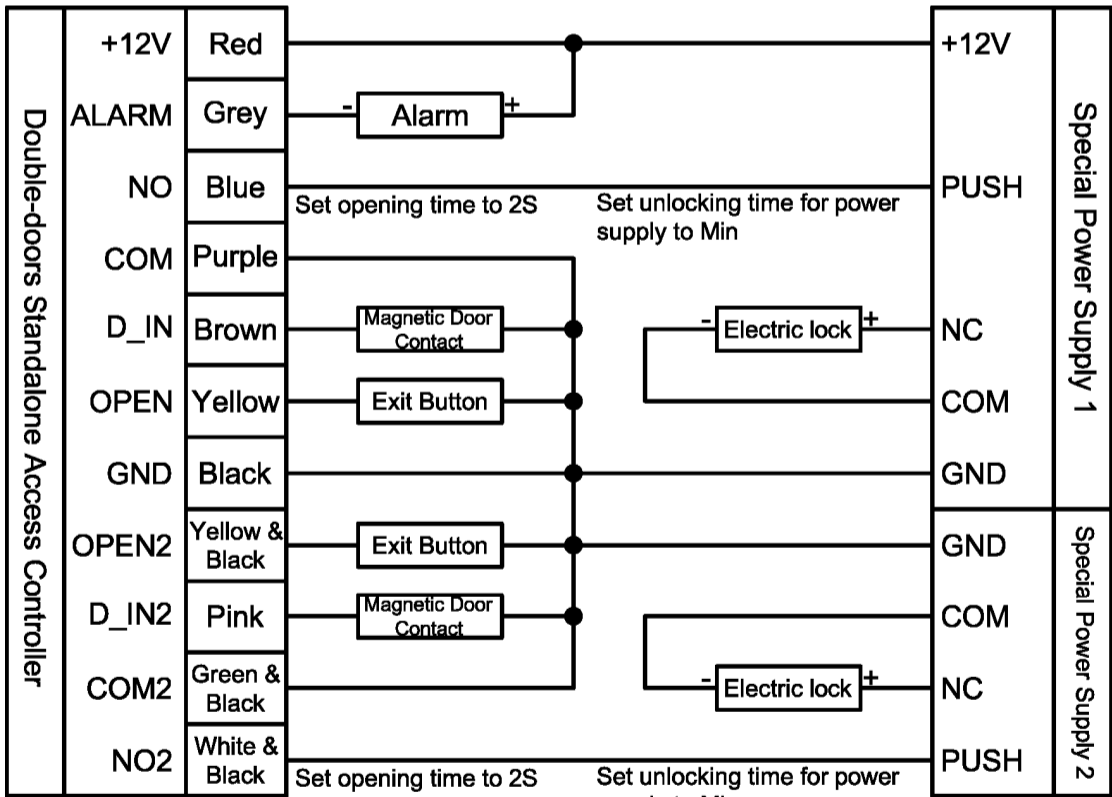 Double-doors Standalone Access Controller
+12V Red +12V
ALARM Grey - Alarm +
NO Blue PUSH
Set opening time to 2S Set unlocking time for power
supply to Min
COM Purple
D_IN Brown Magnetic Door
Contact - Electric lock + NC
OPEN Yellow Exit Button COM
GND Black GND
Special Power Supply 1
OPEN2 Yellow &
Black Exit Button GND
D_IN2 Pink Magnetic Door
Contact COM
COM2 Green &
Black - Electric lock + NC
NO2 White &
Black PUSH
Set opening time to 2S Set unlocking time for power
Special Power Supply 2